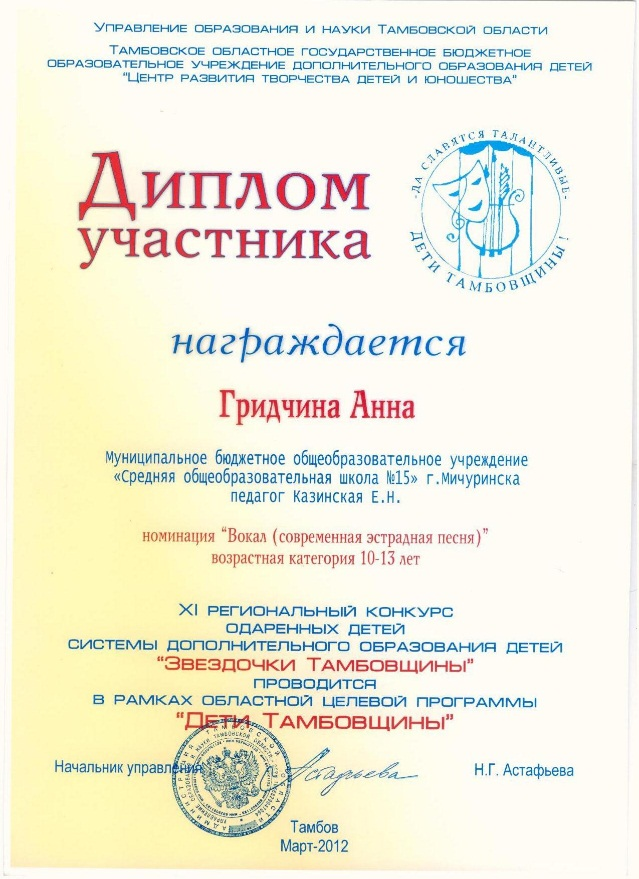 Управление образования и науки Тамбовской области
Тамбовское областное государственное бюджетное
образовательное учреждение дополнительного образования детей
"Центр развития творчества детей и юношества"
Диплом
участника
-ДА СЛАВЯТСЯ ТАЛАНТЛИВЫЕ-
ДЕТИ ТАМБОВЩИНЫ!
награждается
Гридчина Анна
Муниципальное бюджетное общеобразовательное учреждение
«Средняя общеобразовательная школа №15» г.Мичуринска
педагог Казинская Е.Н.
номинация "Вокал (современная эстрадная песня)"
возрастная категория 10-13 лет
XI региональный конкурс
одаренных детей
системы дополнительного образования детей
"Звездочки Тамбовщины"
проводится
в рамках областной целевой программы
"Дети Тамбовщины"
Начальник управления
Астафьева
Н.Г. Астафьева
Тамбов
Март-2012